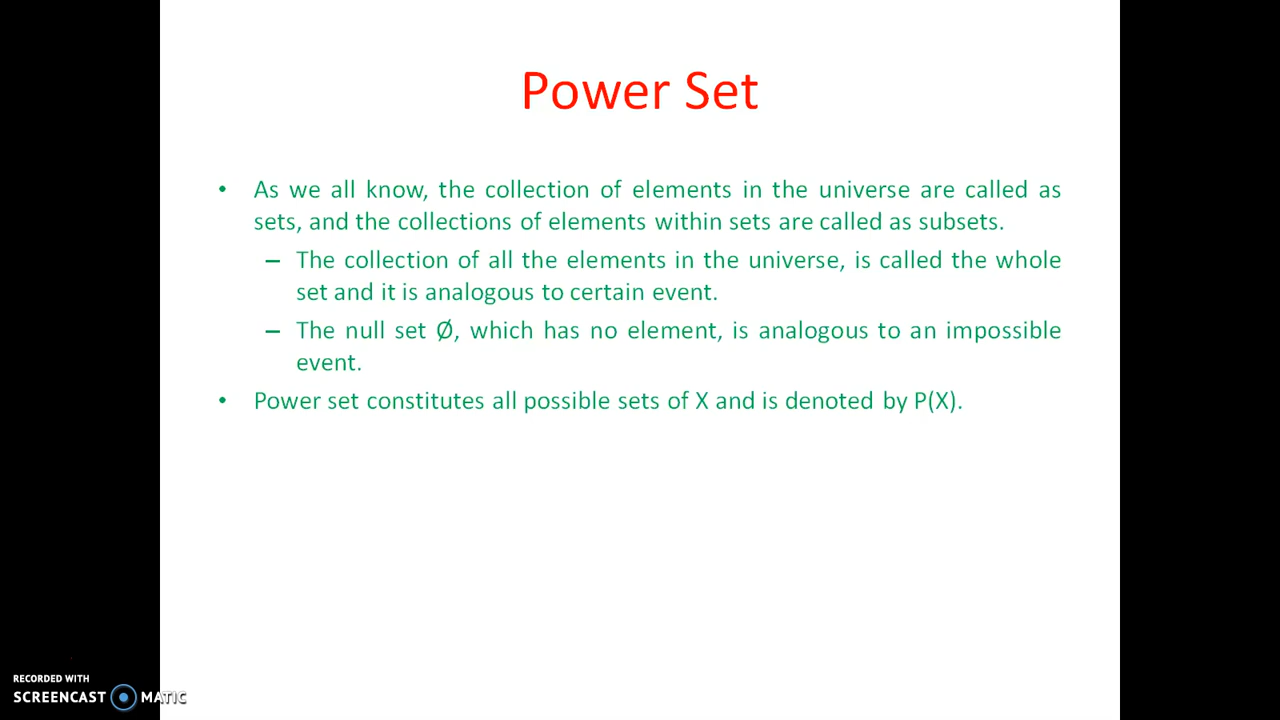 Power Set
• As we all know, the collection of elements in the universe are called as
sets, and the collections of elements within sets are called as subsets.
– The collection of all the elements in the universe, is called the whole
set and it is analogous to certain event.
– The null set Ø, which has no element, is analogous to an impossible
event.
• Power set constitutes all possible sets of X and is denoted by P(X).
RECORDED WITH
SCREENCAST MATIC